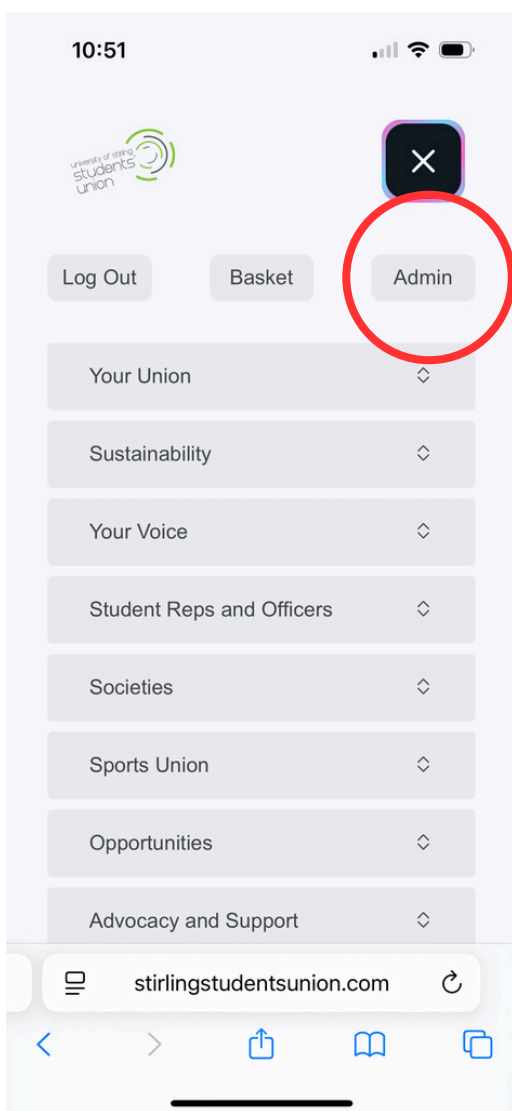 10:51
university of stirling
students'
union
Log Out
Basket
Admin
Your Union
Sustainability
Your Voice
Student Reps and Officers
Societies
Sports Union
Opportunities
Advocacy and Support
stirlingstudentsunion.com